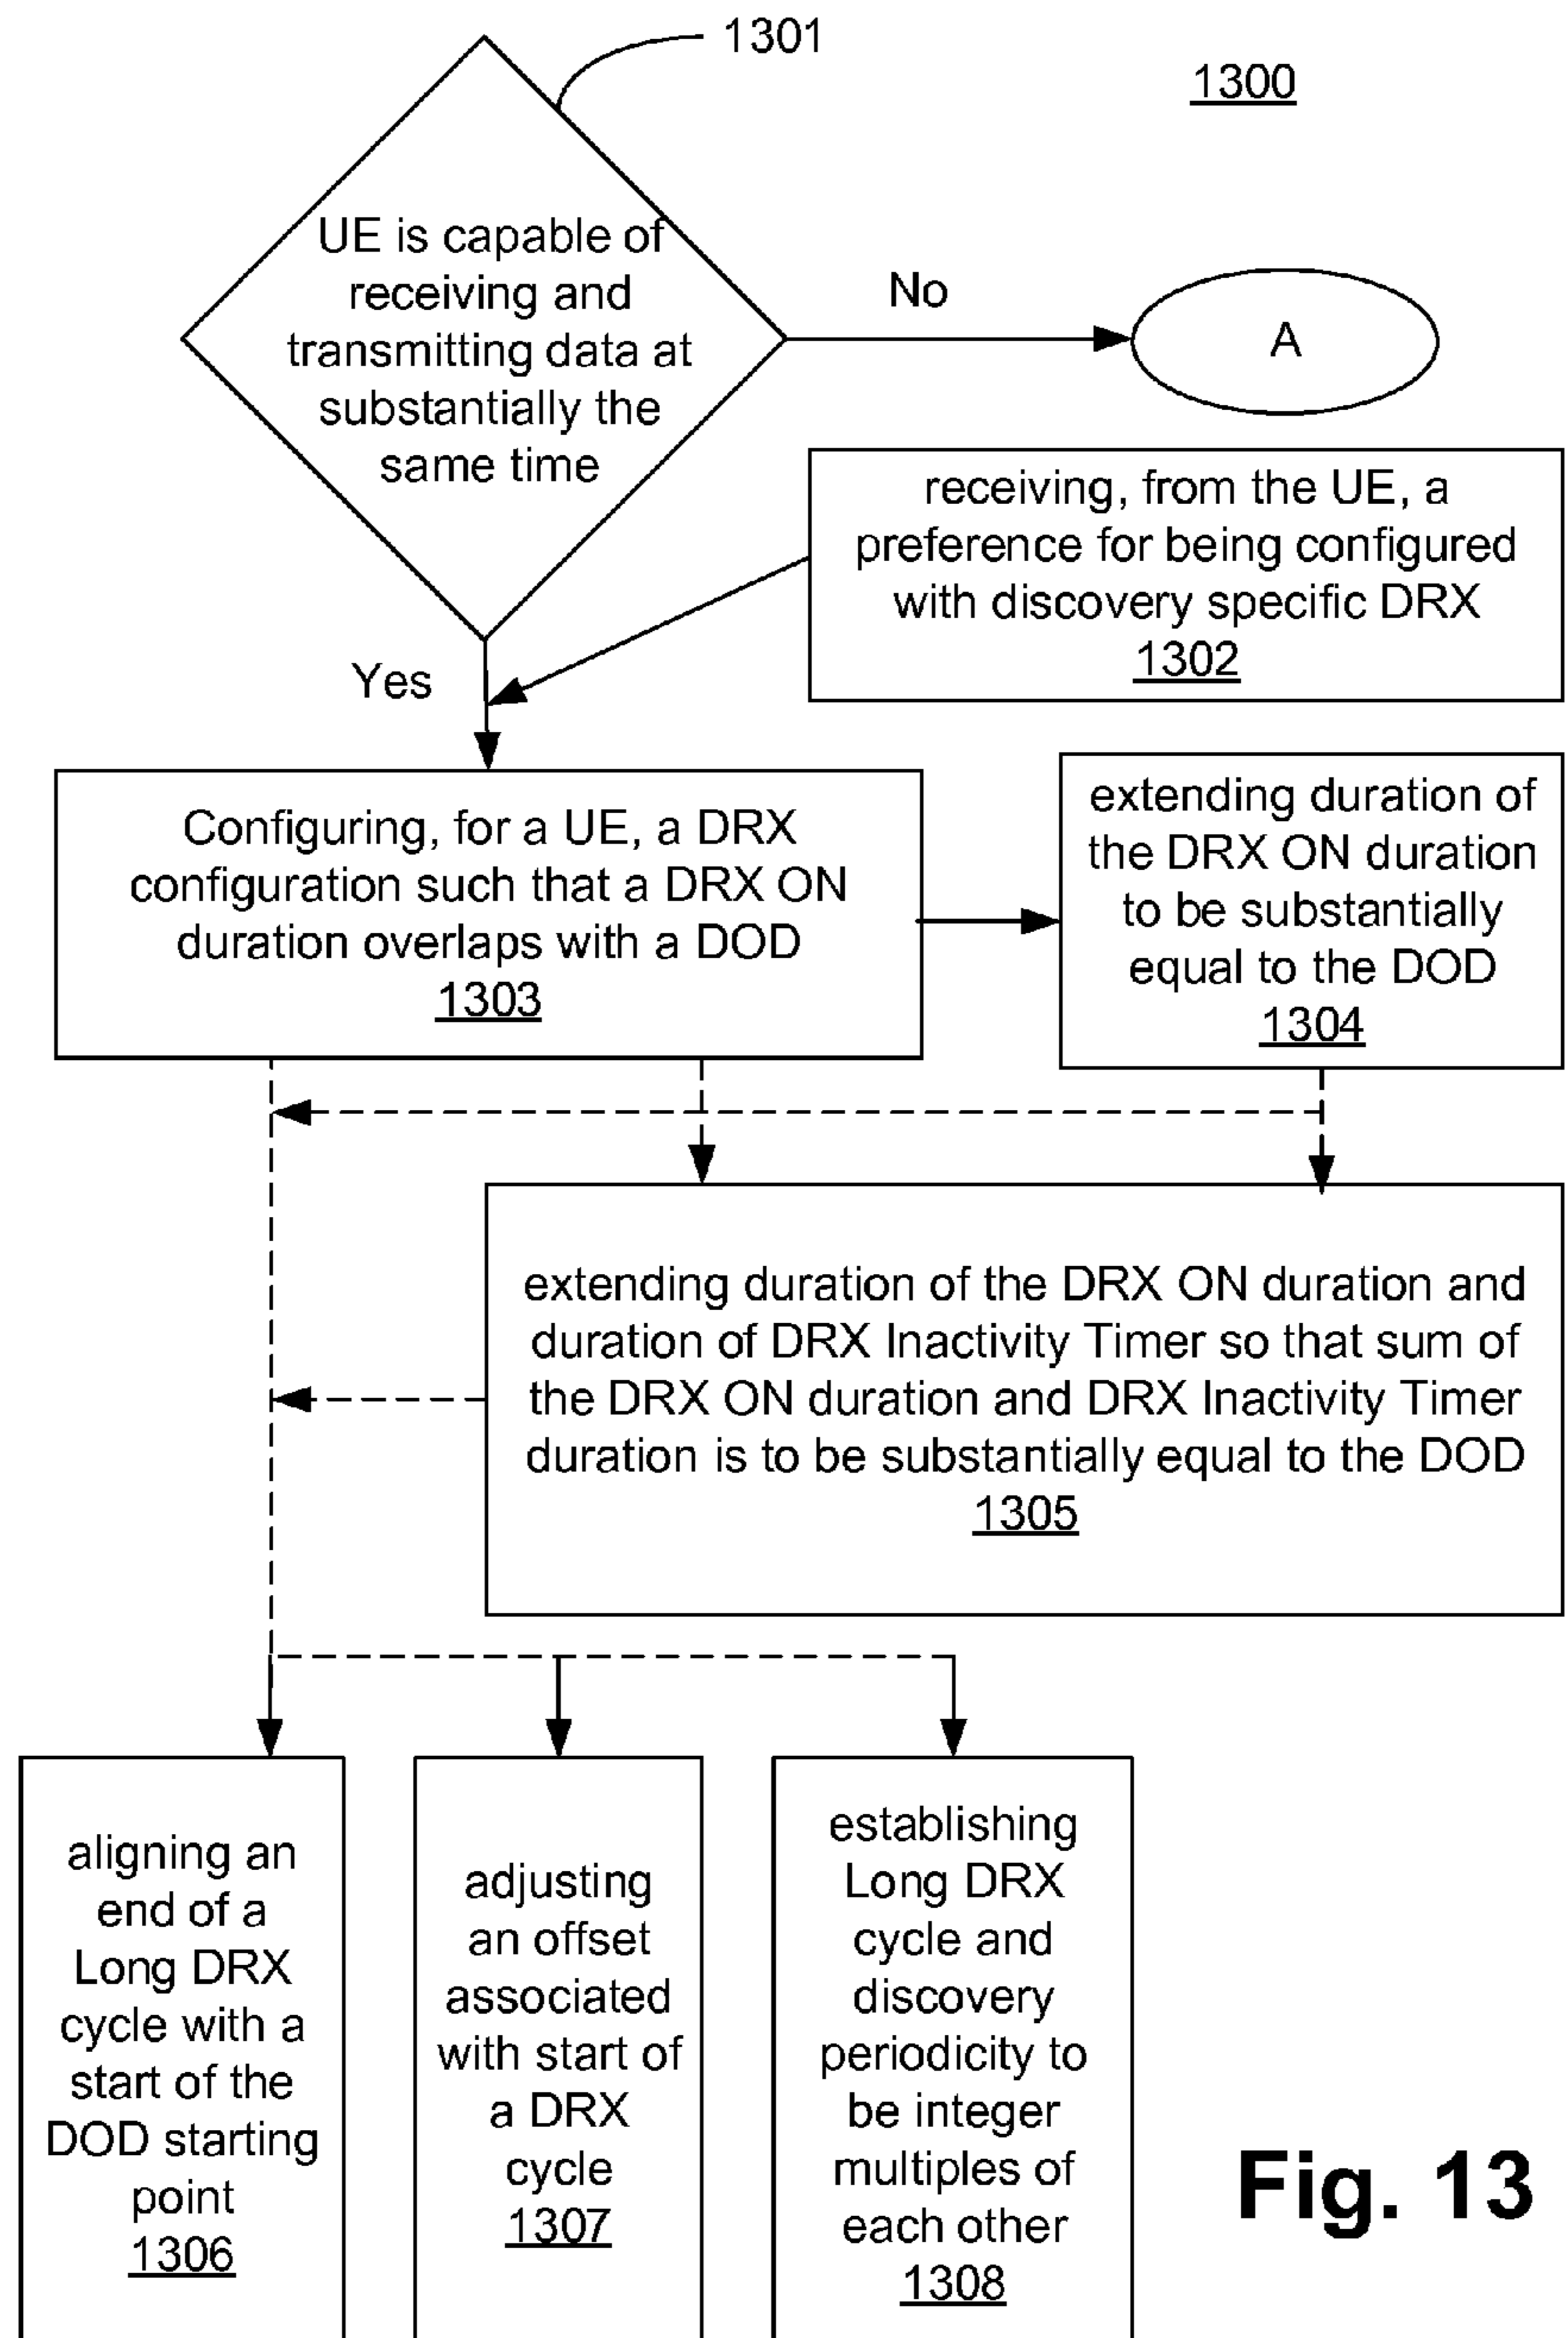 1301
1300
UE is capable of
receiving and
transmitting data at
substantially the
same time
No
A
receiving, from the UE, a
preference for being configured
with discovery specific DRX
1302
Yes
Configuring, for a UE, a DRX
configuration such that a DRX ON
duration overlaps with a DOD
1303
extending duration of
the DRX ON duration
to be substantially
equal to the DOD
1304
extending duration of the DRX ON duration and
duration of DRX Inactivity Timer so that sum of
the DRX ON duration and DRX Inactivity Timer
duration is to be substantially equal to the DOD
1305
aligning an
end of a
Long DRX
cycle with a
start of the
DOD starting
point
1306
adjusting
an offset
associated
with start of
a DRX
cycle
1307
establishing
Long DRX
cycle and
discovery
periodicity to
be integer
multiples of
each other
1308
Fig. 13